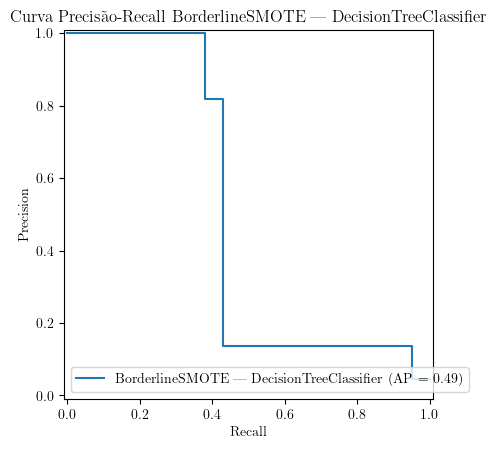 Curva Precisão-Recall BorderlineSMOTE — DecisionTreeClassifier
1.0
0.8
0.6
0.4
0.2
0.0
Precision
BorderlineSMOTE — DecisionTreeClassifier (AP = 0.49)
0.0 0.2 0.4 0.6 0.8 1.0
Recall